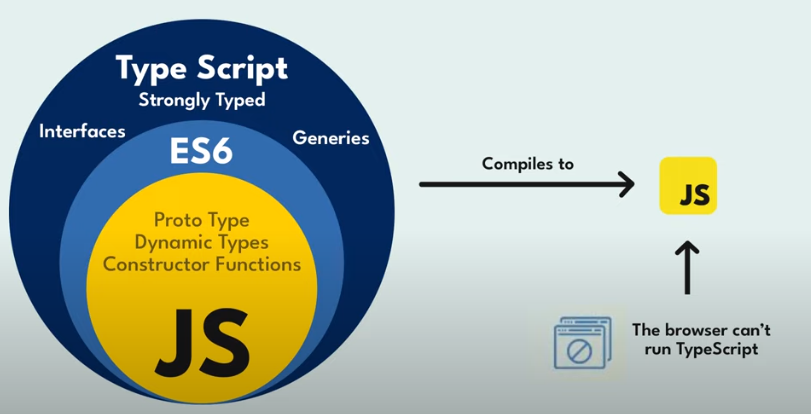 Type Script
Strongly Typed
Interfaces
Generies
ES6
Proto Type
Dynamic Types
Constructor Functions
JS
Compiles to
JS
The browser can't
run TypeScript